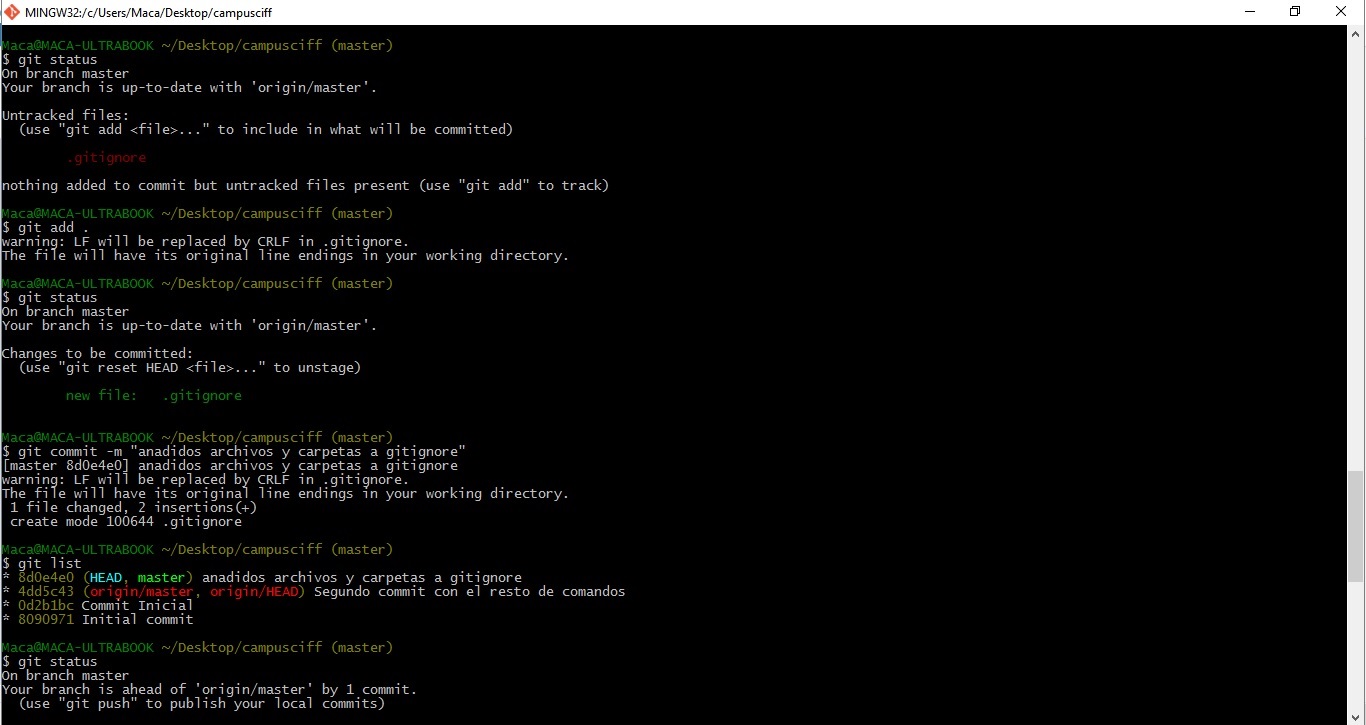 MINGW32:/c/Users/Maca/Desktop/campusciff
Maca@MACA-ULTRABOOK ~/Desktop/campusciff (master)
$ git status
On branch master
Your branch is up-to-date with 'origin/master'.
Untracked files:
(use "git add <file>..." to include in what will be committed)
.gitignore
nothing added to commit but untracked files present (use "git add" to track)
Maca@MACA-ULTRABOOK ~/Desktop/campusciff (master)
$ git add .
warning: LF will be replaced by CRLF in .gitignore.
The file will have its original line endings in your working directory.
Maca@MACA-ULTRABOOK ~/Desktop/campusciff (master)
$ git status
On branch master
Your branch is up-to-date with 'origin/master'.
Changes to be committed:
(use "git reset HEAD <file>..." to unstage)
new file:   .gitignore
Maca@MACA-ULTRABOOK ~/Desktop/campusciff (master)
$ git commit -m "anadidos archivos y carpetas a gitignore"
[master 8d0e4e0] anadidos archivos y carpetas a gitignore
warning: LF will be replaced by CRLF in .gitignore.
The file will have its original line endings in your working directory.
1 file changed, 2 insertions(+)
create mode 100644 .gitignore
Maca@MACA-ULTRABOOK ~/Desktop/campusciff (master)
$ git list
* 8d0e4e0 (HEAD, master) anadidos archivos y carpetas a gitignore
* 4dd5c43 (origin/master, origin/HEAD) Segundo commit con el resto de comandos
* 0d2b1bc Commit Inicial
* 8090971 Initial commit
Maca@MACA-ULTRABOOK ~/Desktop/campusciff (master)
$ git status
On branch master
Your branch is ahead of 'origin/master' by 1 commit.
(use "git push" to publish your local commits)